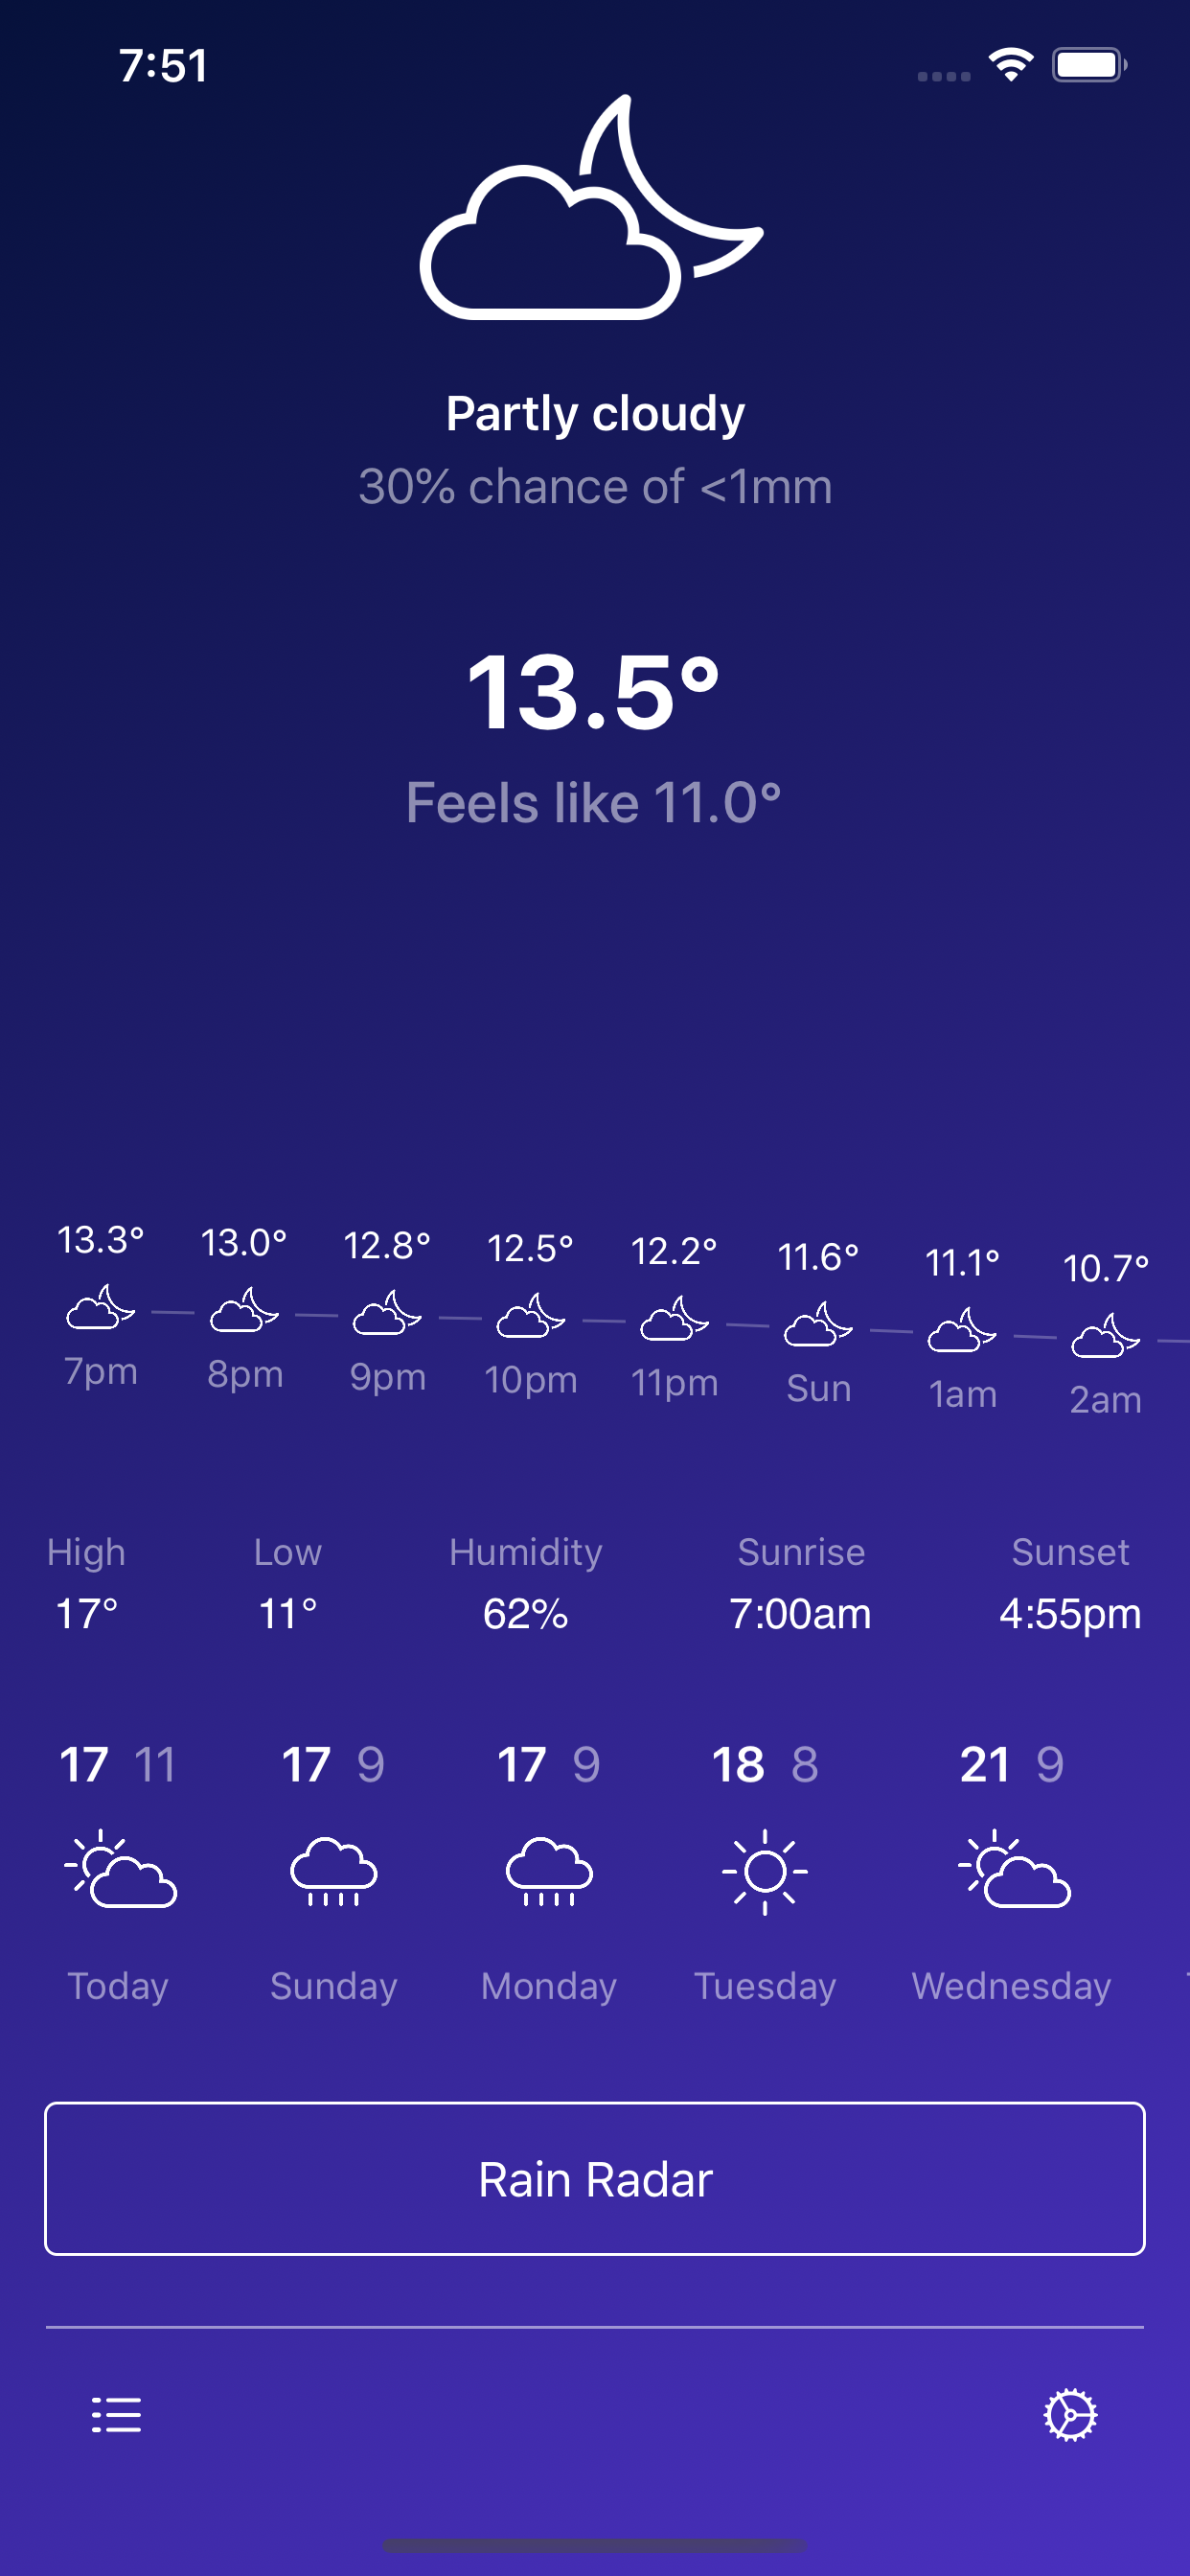 7:51
Partly cloudy
30% chance of <1mm
13.5°
Feels like 11.0°
13.3° 13.0° 12.8° 12.5° 12.2° 11.6° 11.1° 10.7°
7pm 8pm 9pm 10pm 11pm Sun 1am 2am
High Low Humidity Sunrise Sunset
17° 11° 62% 7:00am 4:55pm
17 11 17 9 17 9 18 8 21 9
Today Sunday Monday Tuesday Wednesday
Rain Radar